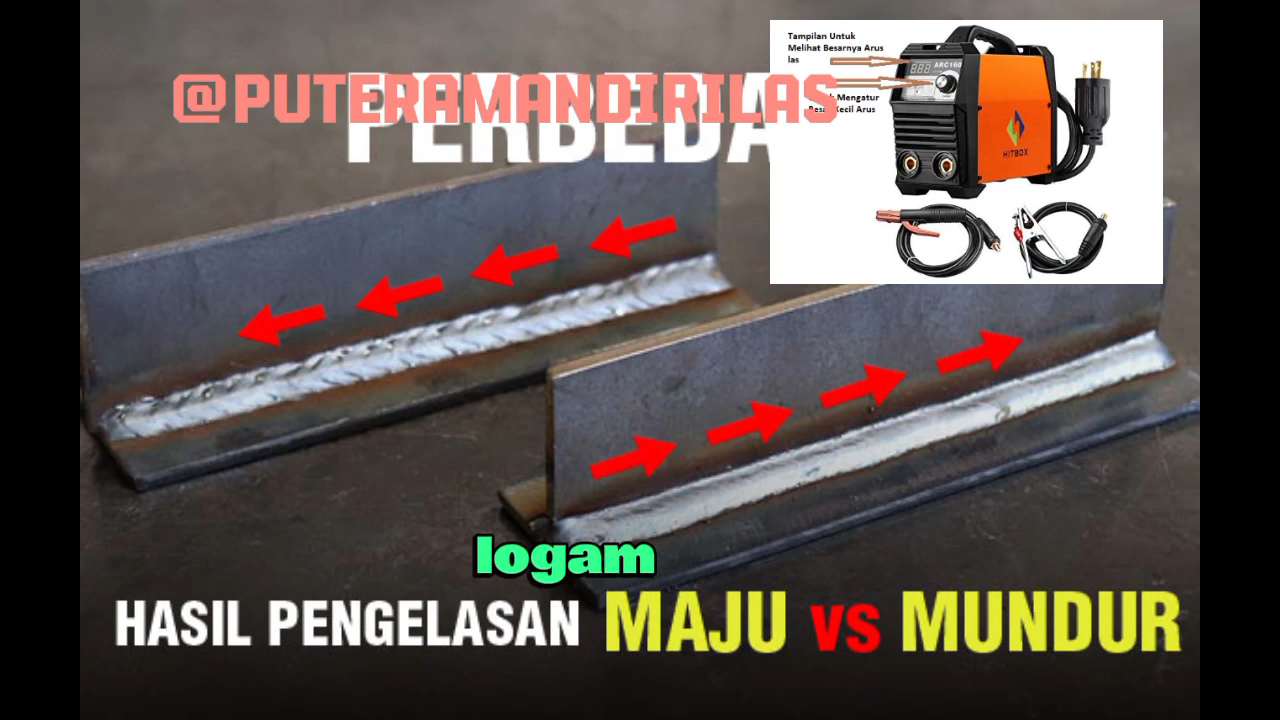 Tampilan Untuk
Melihat Besarnya Arus
las
@PUTERAMANDIRILAS
PERBEDA
Mengatur
Kecil Arus
ARC160
HITBOX
logam
HASIL PENGELASAN MAJU VS MUNDUR